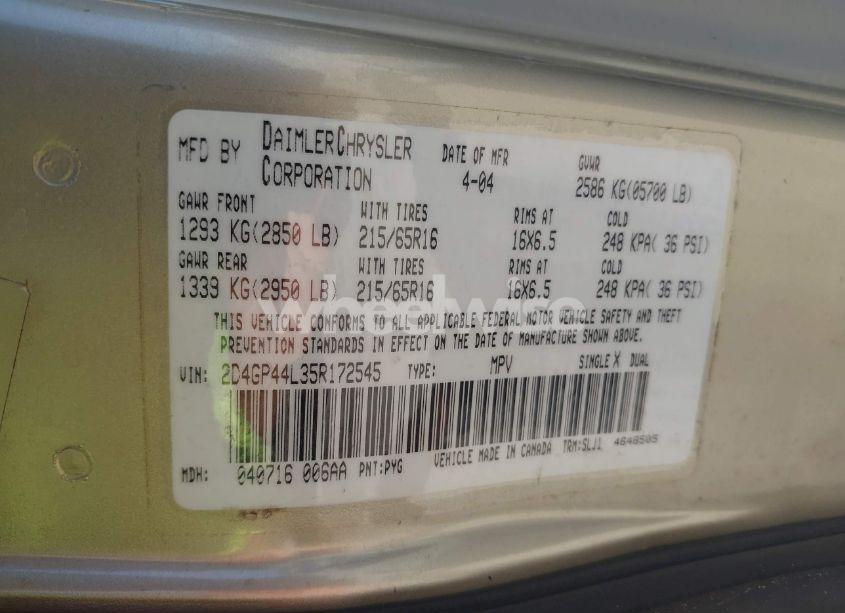 MFD BY DAIMLERCHRYSLER CORPORATION DATE OF MFR 4-04 GVWR 2586 KG(05700 LB)
GAWR FRONT WITH TIRES RIMS AT COLD
1293 KG(2850 LB) 215/65R16 16X6.5 248 KPA( 36 PSI)
GAWR REAR WITH TIRES RIMS AT COLD
1339 KG(2950 LB) 215/65R16 16X6.5 248 KPA( 36 PSI)
THIS VEHICLE CONFORMS TO ALL APPLICABLE FEDERAL MOTOR VEHICLE SAFETY AND THEFT
PREVENTION STANDARDS IN EFFECT ON THE DATE OF MANUFACTURE SHOWN ABOVE.
VIN: 2D4GP44L35R172545 TYPE: MPV SINGLE X DUAL
MDH: 040716 006AA PNT:PYG VEHICLE MADE IN CANADA TRM:SLJ1 4648505